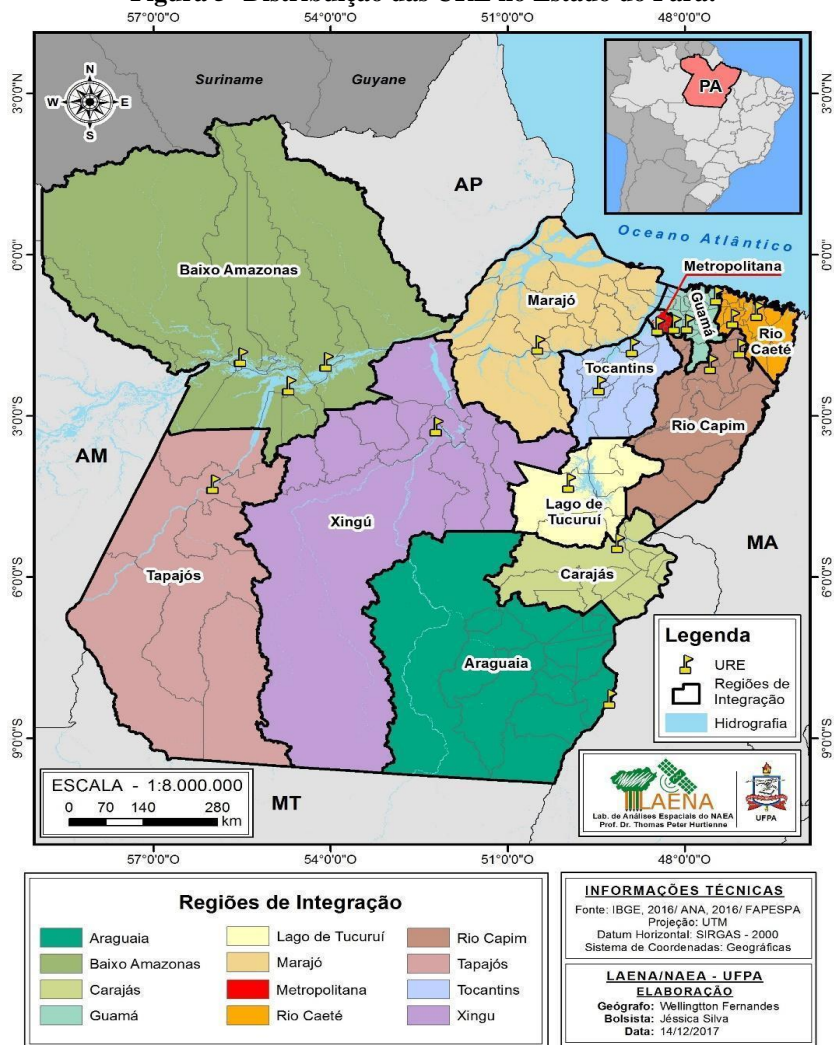 Figura 3- Distribuição das URE no Estado do Pará.
57°0'0"O 54°0'0"O 51°0'0"O 48°0'0"O
Suriname
Guyane
N
W E
S
PA
3°0'0"N
3°0'0"N
AP
Oceano Atlântico
0°0'0"
0°0'0"
Baixo Amazonas
Metropolitana
Marajó
Guamá
Rio
Caeté
Tocantins
3°0'0"S
3°0'0"S
Rio Capim
AM
Xingú
Lago de
Tucuruí
MA
Tapajós
Carajás
6°0'0"S
6°0'0"S
Araguaia
Legenda
URE
Regiões de
Integração
Hidrografia
9°0'0"S
9°0'0"S
ESCALA - 1:8.000.000
0 70 140 280
km
MT
LAENA
Lab. de Análises Espaciais do NAEA
Prof. Dr. Thomas Peter Hurtienne
UFPA
57°0'0"O 54°0'0"O 51°0'0"O 48°0'0"O
Regiões de Integração
Araguaia
Baixo Amazonas
Carajás
Guamá
Lago de Tucuruí
Marajó
Metropolitana
Rio Caeté
Rio Capim
Tapajós
Tocantins
Xingu
INFORMAÇÕES TÉCNICAS
Fonte: IBGE, 2016/ ANA, 2016/ FAPESPA
Projeção: UTM
Datum Horizontal: SIRGAS - 2000
Sistema de Coordenadas: Geográficas
LAENA/NAEA - UFPA
ELABORAÇÃO
Geógrafo: Wellingtton Fernandes
Bolsista: Jéssica Silva
Data: 14/12/2017